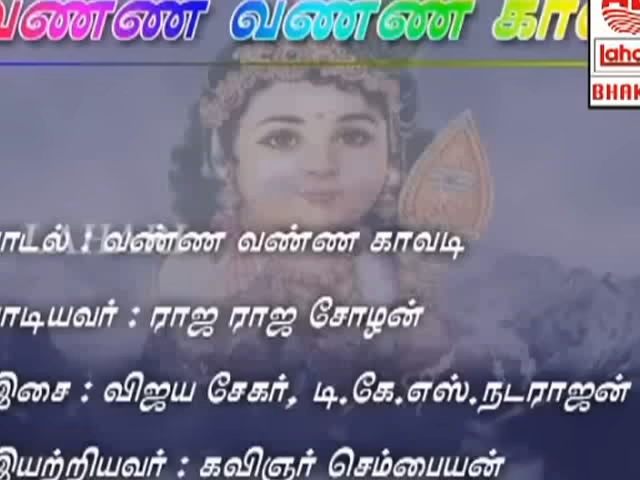 வண்ண வண்ண கா
Laha
BHAK
LAHARI
பாடல் : வண்ண வண்ண காவடி
பாடியவர் : ராஜ ராஜ சோழன்
இசை : விஜய சேகர், டி.கே.எஸ்.நடராஜன்
இயற்றியவர் : கவிஞர் செம்பையன்